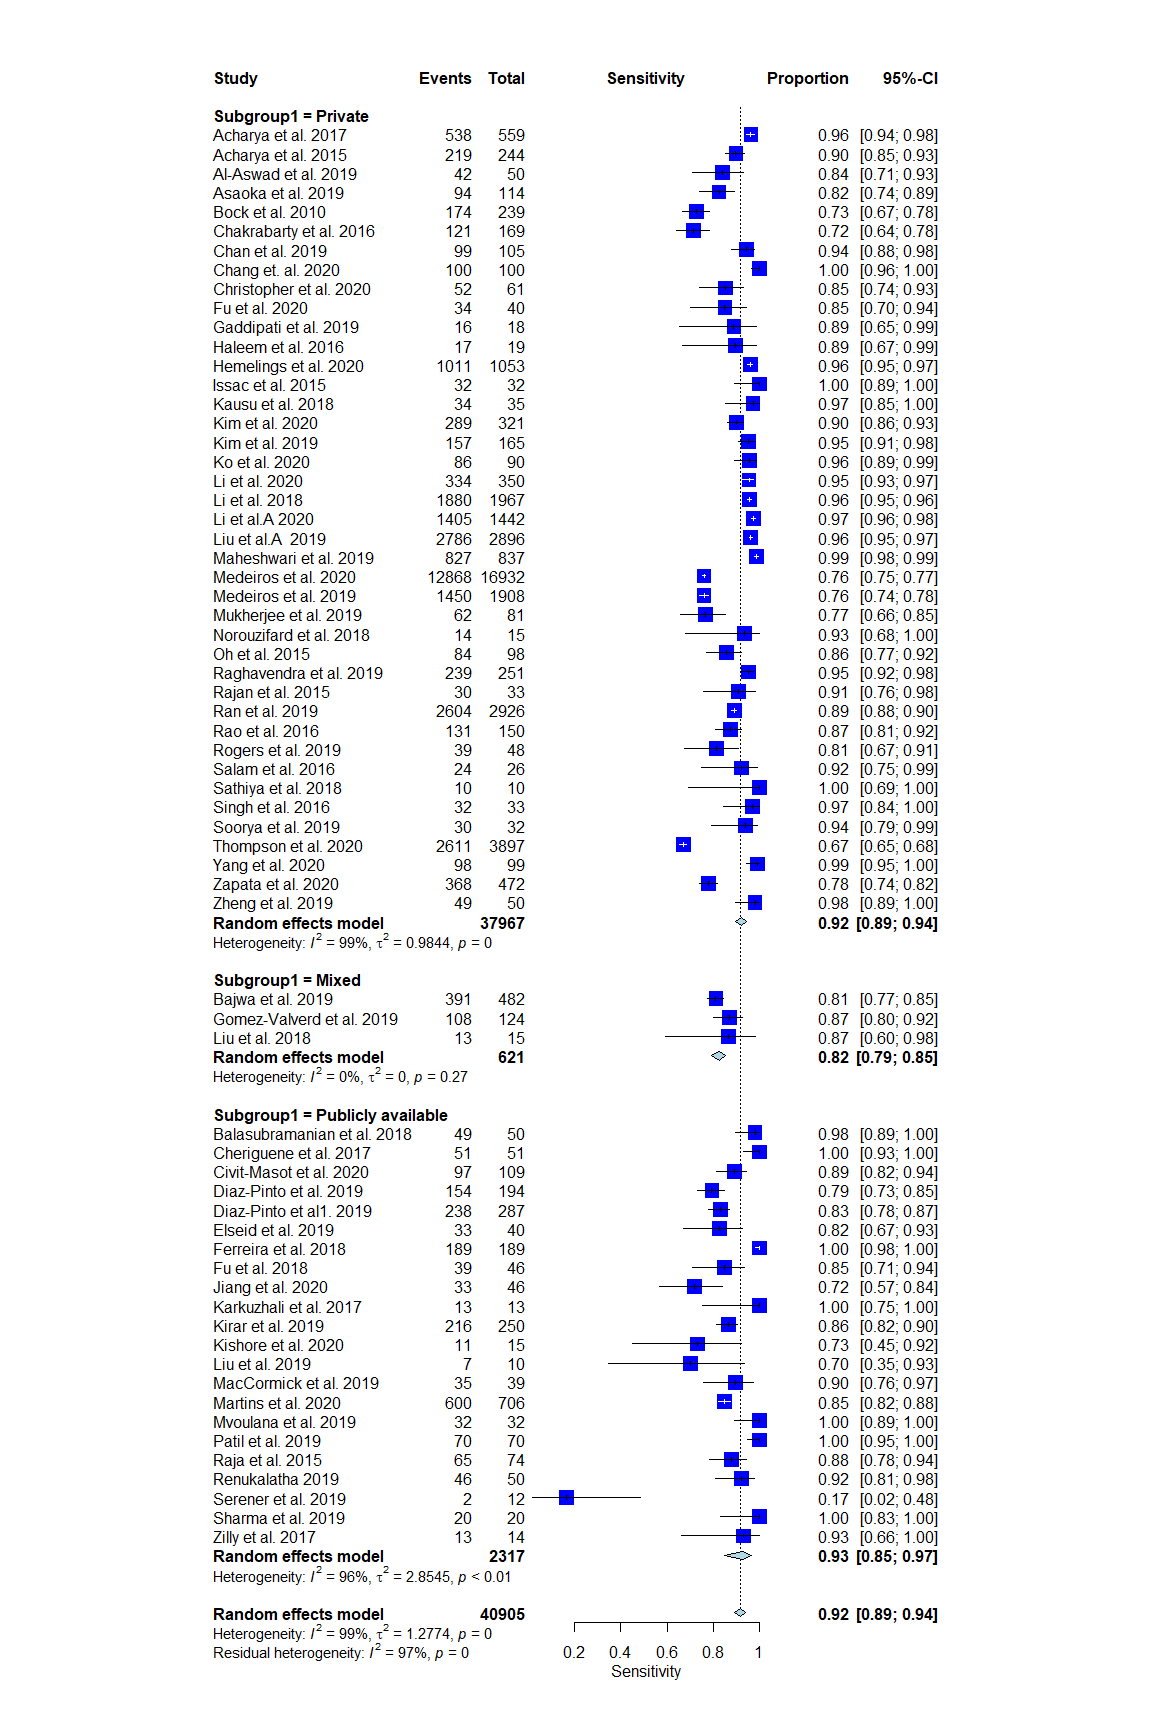 Study Events Total Sensitivity Proportion 95%-CI
Subgroup1 = Private
Acharya et al. 2017 538 559 0.96 [0.94; 0.98]
Acharya et al. 2015 219 244 0.90 [0.85; 0.93]
Al-Aswad et al. 2019 42 50 0.84 [0.71; 0.93]
Asaoka et al. 2019 94 114 0.82 [0.74; 0.89]
Bock et al. 2010 174 239 0.73 [0.67; 0.78]
Chakrabarty et al. 2016 121 169 0.72 [0.64; 0.78]
Chan et al. 2019 99 105 0.94 [0.88; 0.98]
Chang et. al. 2020 100 100 1.00 [0.96; 1.00]
Christopher et al. 2020 52 61 0.85 [0.74; 0.93]
Fu et al. 2020 34 40 0.85 [0.70; 0.94]
Gaddipati et al. 2019 16 18 0.89 [0.65; 0.99]
Haleem et al. 2016 17 19 0.89 [0.67; 0.99]
Hemelings et al. 2020 1011 1053 0.96 [0.95; 0.97]
Issac et al. 2015 32 32 1.00 [0.89; 1.00]
Kausu et al. 2018 34 35 0.97 [0.85; 1.00]
Kim et al. 2020 289 321 0.90 [0.86; 0.93]
Kim et al. 2019 157 165 0.95 [0.91; 0.98]
Ko et al. 2020 86 90 0.96 [0.89; 0.99]
Li et al. 2020 334 350 0.95 [0.93; 0.97]
Li et al. 2018 1880 1967 0.96 [0.95; 0.96]
Li et al.A 2020 1405 1442 0.97 [0.96; 0.98]
Liu et al.A 2019 2786 2896 0.96 [0.95; 0.97]
Maheshwari et al. 2019 827 837 0.99 [0.98; 0.99]
Medeiros et al. 2020 12868 16932 0.76 [0.75; 0.77]
Medeiros et al. 2019 1450 1908 0.76 [0.74; 0.78]
Mukherjee et al. 2019 62 81 0.77 [0.66; 0.85]
Norouzifard et al. 2018 14 15 0.93 [0.68; 1.00]
Oh et al. 2015 84 98 0.86 [0.77; 0.92]
Raghavendra et al. 2019 239 251 0.95 [0.92; 0.98]
Rajan et al. 2015 30 33 0.91 [0.76; 0.98]
Ran et al. 2019 2604 2926 0.89 [0.88; 0.90]
Rao et al. 2016 131 150 0.87 [0.81; 0.92]
Rogers et al. 2019 39 48 0.81 [0.67; 0.91]
Salam et al. 2016 24 26 0.92 [0.75; 0.99]
Sathiya et al. 2018 10 10 1.00 [0.69; 1.00]
Singh et al. 2016 32 33 0.97 [0.84; 1.00]
Soorya et al. 2019 30 32 0.94 [0.79; 0.99]
Thompson et al. 2020 2611 3897 0.67 [0.65; 0.68]
Yang et al. 2020 98 99 0.99 [0.95; 1.00]
Zapata et al. 2020 368 472 0.78 [0.74; 0.82]
Zheng et al. 2019 49 50 0.98 [0.89; 1.00]
Random effects model 37967 0.92 [0.89; 0.94]
Heterogeneity: I² = 99%, τ² = 0.9844, p = 0
Subgroup1 = Mixed
Bajwa et al. 2019 391 482 0.81 [0.77; 0.85]
Gomez-Valverd et al. 2019 108 124 0.87 [0.80; 0.92]
Liu et al. 2018 13 15 0.87 [0.60; 0.98]
Random effects model 621 0.82 [0.79; 0.85]
Heterogeneity: I² = 0%, τ² = 0, p = 0.27
Subgroup1 = Publicly available
Balasubramanian et al. 2018 49 50 0.98 [0.89; 1.00]
Cheriguene et al. 2017 51 51 1.00 [0.93; 1.00]
Civit-Masot et al. 2020 97 109 0.89 [0.82; 0.94]
Diaz-Pinto et al. 2019 154 194 0.79 [0.73; 0.85]
Diaz-Pinto et al1. 2019 238 287 0.83 [0.78; 0.87]
Elseid et al. 2019 33 40 0.82 [0.67; 0.93]
Ferreira et al. 2018 189 189 1.00 [0.98; 1.00]
Fu et al. 2018 39 46 0.85 [0.71; 0.94]
Jiang et al. 2020 33 46 0.72 [0.57; 0.84]
Karkuzhali et al. 2017 13 13 1.00 [0.75; 1.00]
Kirar et al. 2019 216 250 0.86 [0.82; 0.90]
Kishore et al. 2020 11 15 0.73 [0.45; 0.92]
Liu et al. 2019 7 10 0.70 [0.35; 0.93]
MacCormick et al. 2019 35 39 0.90 [0.76; 0.97]
Martins et al. 2020 600 706 0.85 [0.82; 0.88]
Mvoulana et al. 2019 32 32 1.00 [0.89; 1.00]
Patil et al. 2019 70 70 1.00 [0.95; 1.00]
Raja et al. 2015 65 74 0.88 [0.78; 0.94]
Renukalatha 2019 46 50 0.92 [0.81; 0.98]
Serener et al. 2019 2 12 0.17 [0.02; 0.48]
Sharma et al. 2019 20 20 1.00 [0.83; 1.00]
Zilly et al. 2017 13 14 0.93 [0.66; 1.00]
Random effects model 2317 0.93 [0.85; 0.97]
Heterogeneity: I² = 96%, τ² = 2.8545, p < 0.01
Random effects model 40905 0.92 [0.89; 0.94]
Heterogeneity: I² = 99%, τ² = 1.2774, p = 0
Residual heterogeneity: I² = 97%, p = 0
0.2 0.4 0.6 0.8 1
Sensitivity